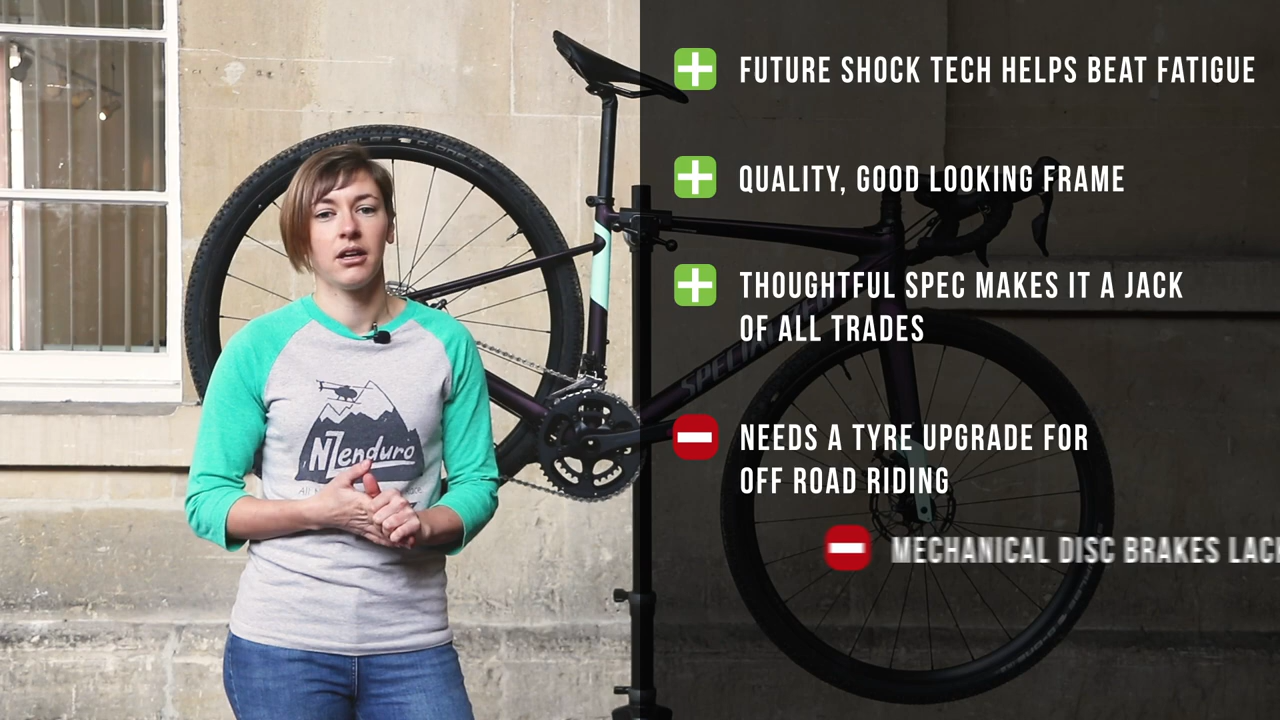 FUTURE SHOCK TECH HELPS BEAT FATIGUE
QUALITY, GOOD LOOKING FRAME
THOUGHTFUL SPEC MAKES IT A JACK
OF ALL TRADES
NEEDS A TYRE UPGRADE FOR
OFF ROAD RIDING
MECHANICAL DISC BRAKES
NZenduro
All